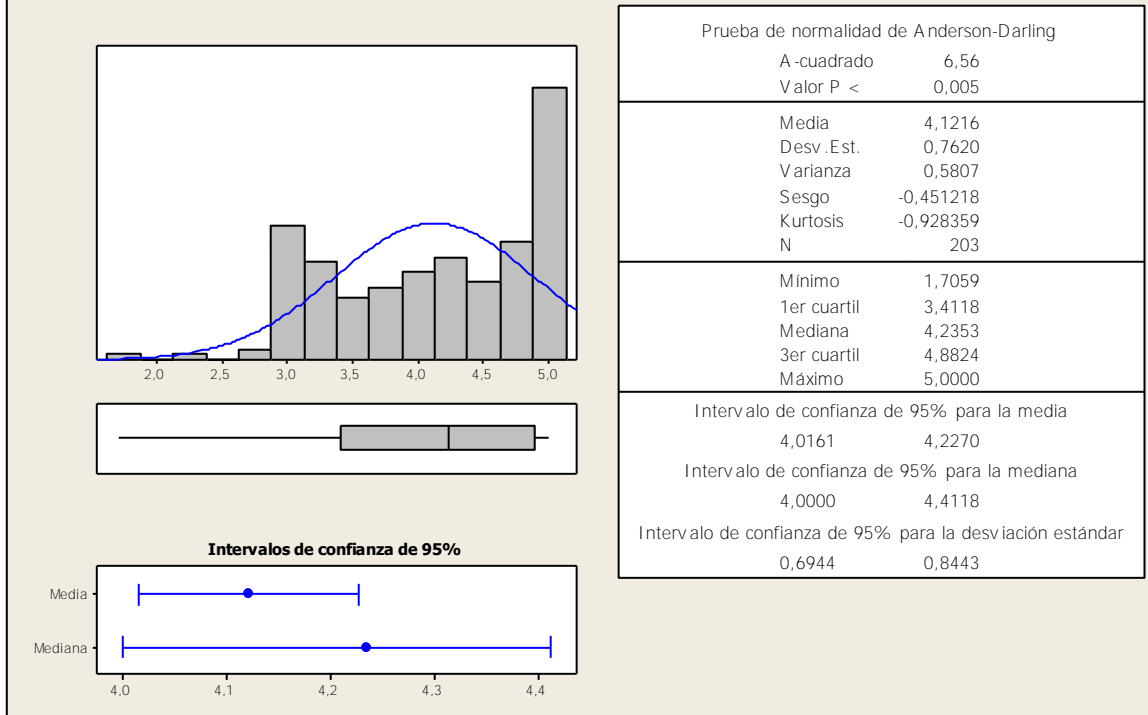 2,0 2,5 3,0 3,5 4,0 4,5 5,0
Intervalos de confianza de 95%
Media
Mediana
4,0 4,1 4,2 4,3 4,4
Prueba de normalidad de Anderson-Darling
A-cuadrado 6,56
Valor P < 0,005
Media 4,1216
Desv.Est. 0,7620
Varianza 0,5807
Sesgo -0,451218
Kurtosis -0,928359
N 203
Mínimo 1,7059
1er cuartil 3,4118
Mediana 4,2353
3er cuartil 4,8824
Máximo 5,0000
Intervalo de confianza de 95% para la media
4,0161 4,2270
Intervalo de confianza de 95% para la mediana
4,0000 4,4118
Intervalo de confianza de 95% para la desviación estándar
0,6944 0,8443